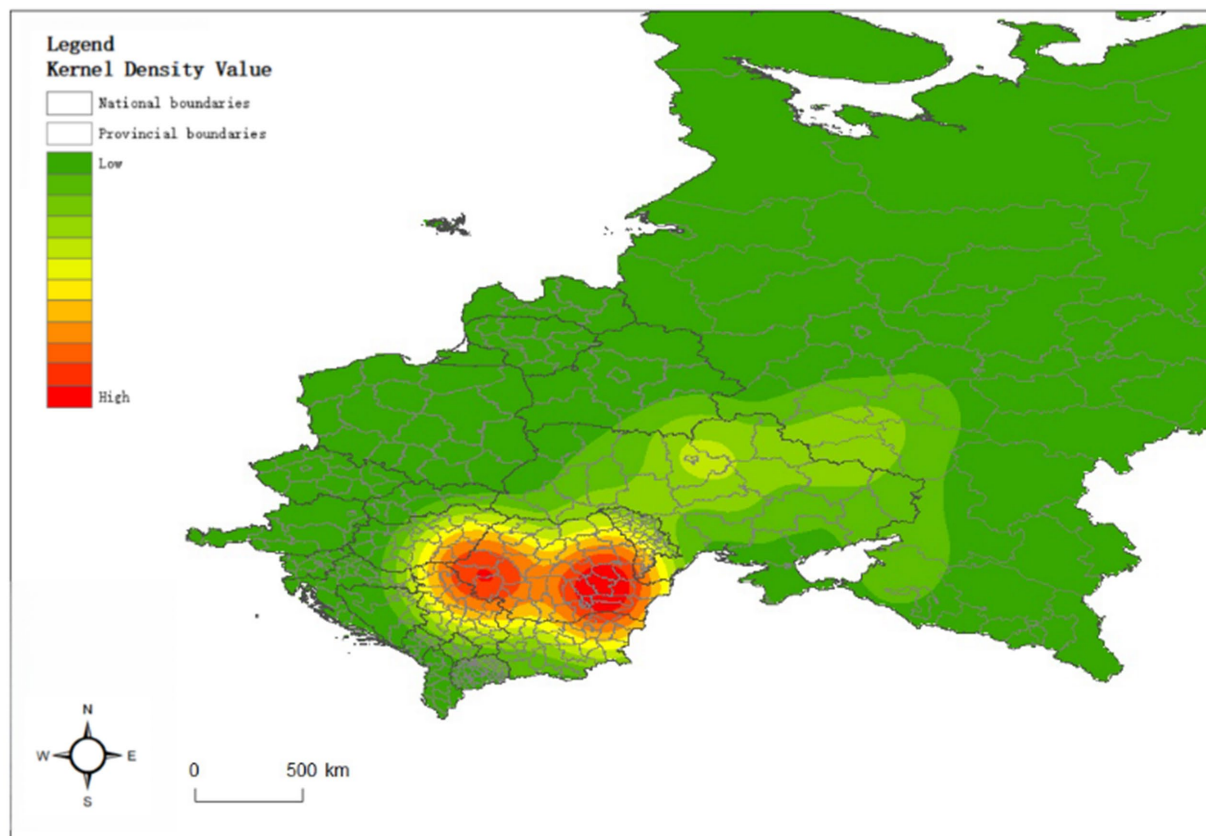 Legend
Kernel Density Value
National boundaries
Provincial boundaries
Low
High
N
W E
S
0 500 km